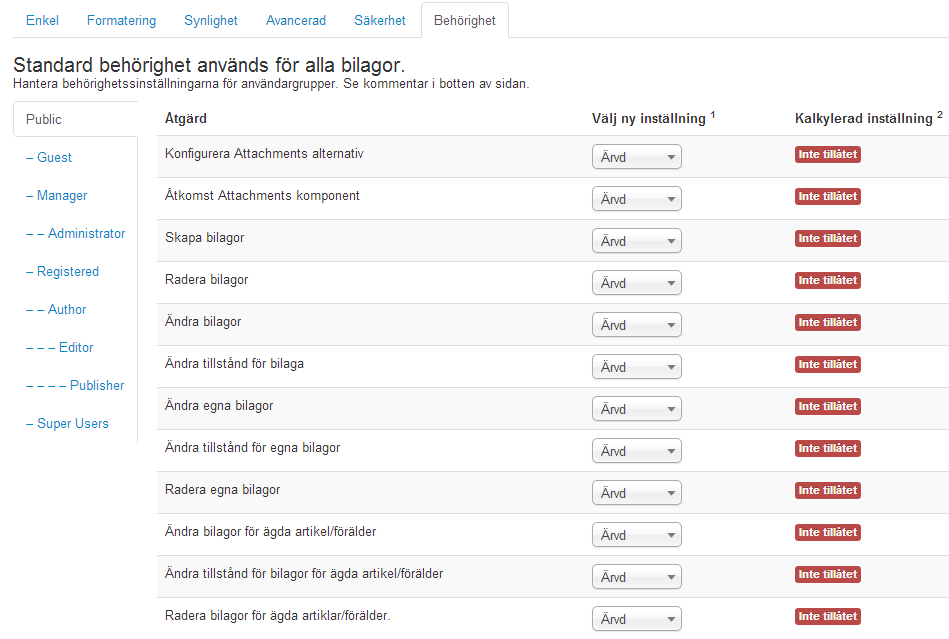 Enkel Formatering Synlighet Avancerad Säkerhet Behörighet
Standard behörighet används för alla bilagor.
Hantera behörighetssinställningarna för användargrupper. Se kommentar i botten av sidan.
Public
– Guest
– Manager
– – Administrator
– Registered
– – Author
– – – Editor
– – – – Publisher
– Super Users
Åtgärd Välj ny inställning 1 Kalkylerad inställning 2
Konfigurera Attachments alternativ Ärvd Inte tillåtet
Åtkomst Attachments komponent Ärvd Inte tillåtet
Skapa bilagor Ärvd Inte tillåtet
Radera bilagor Ärvd Inte tillåtet
Ändra bilagor Ärvd Inte tillåtet
Ändra tillstånd för bilaga Ärvd Inte tillåtet
Ändra egna bilagor Ärvd Inte tillåtet
Ändra tillstånd för egna bilagor Ärvd Inte tillåtet
Radera egna bilagor Ärvd Inte tillåtet
Ändra bilagor för ägda artikel/förälder Ärvd Inte tillåtet
Ändra tillstånd för bilagor för ägda artikel/förälder Ärvd Inte tillåtet
Radera bilagor för ägda artiklar/förälder. Ärvd Inte tillåtet